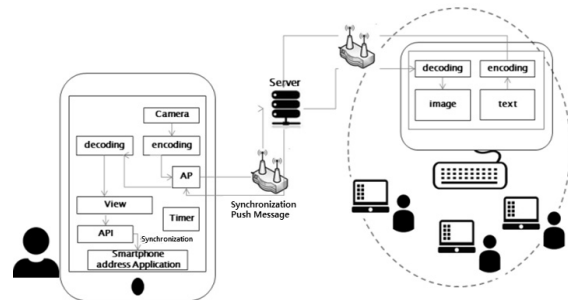 Server
decoding
encoding
image
text
Camera
decoding
encoding
AP
Synchronization
Push Message
View
Timer
API
Synchronization
Smartphone
address Application